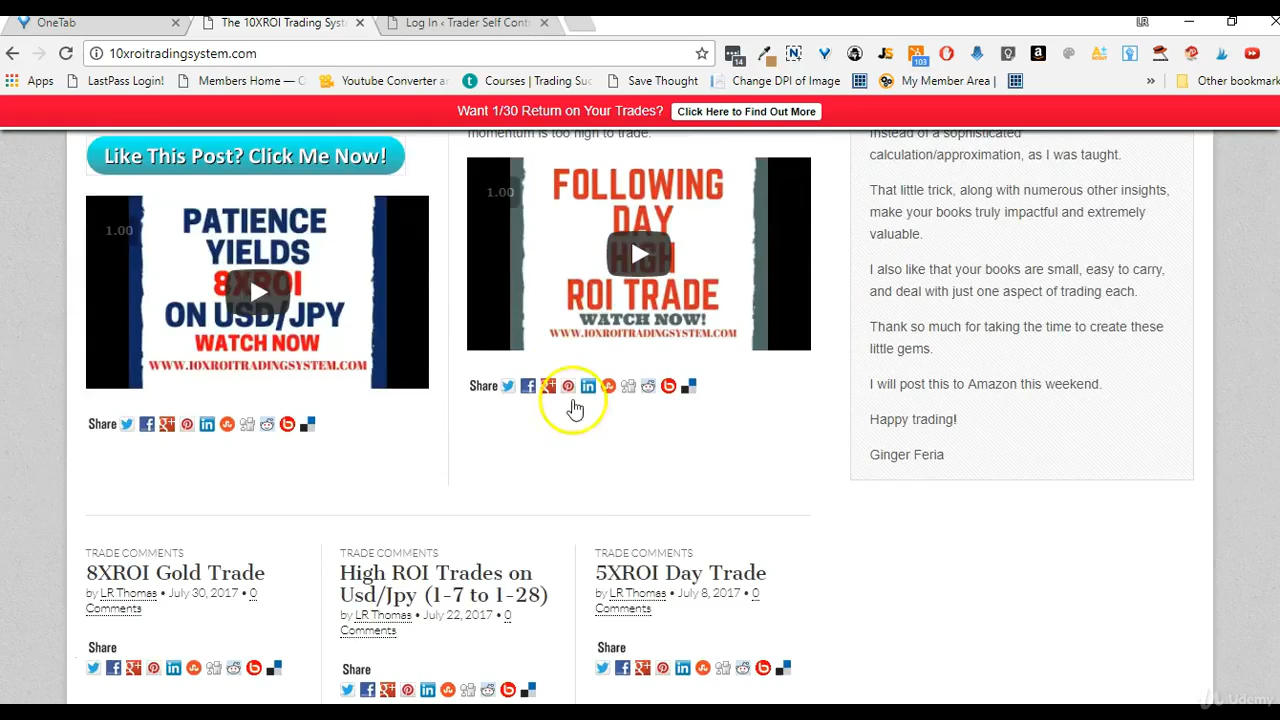 OneTab
The 10XROI Trading Syst
Log In ‹ Trader Self Cont
LR
10xroitradingsystem.com
14
JS
103
Apps
LastPass Login!
Members Home — C
Youtube Converter a
Courses | Trading Suc
Save Thought
Change DPI of Image
My Member Area |
»
Other bookmar
Want 1/30 Return on Your Trades?
Click Here to Find Out More
Like This Post? Click Me Now!
1.00
PATIENCE
YIELDS
8XROI
ON USD/JPY
WATCH NOW
WWW.10XROITRADINGSYSTEM.COM
Share
momentum is too high to trade.
1.00
FOLLOWING
DAY
HIGH
ROI TRADE
WATCH NOW!
WWW.10XROITRADINGSYSTEM.COM
Share
instead of a sophisticated
calculation/approximation, as I was taught.
That little trick, along with numerous other insights,
make your books truly impactful and extremely
valuable.
I also like that your books are small, easy to carry,
and deal with just one aspect of trading each.
Thank so much for taking the time to create these
little gems.
I will post this to Amazon this weekend.
Happy trading!
Ginger Feria
TRADE COMMENTS
8XROI Gold Trade
by LR Thomas • July 30, 2017 • 0
Comments
Share
TRADE COMMENTS
High ROI Trades on
Usd/Jpy (1-7 to 1-28)
by LR Thomas • July 22, 2017 • 0
Comments
Share
TRADE COMMENTS
5XROI Day Trade
by LR Thomas • July 8, 2017 • 0
Comments
Share
Udemy